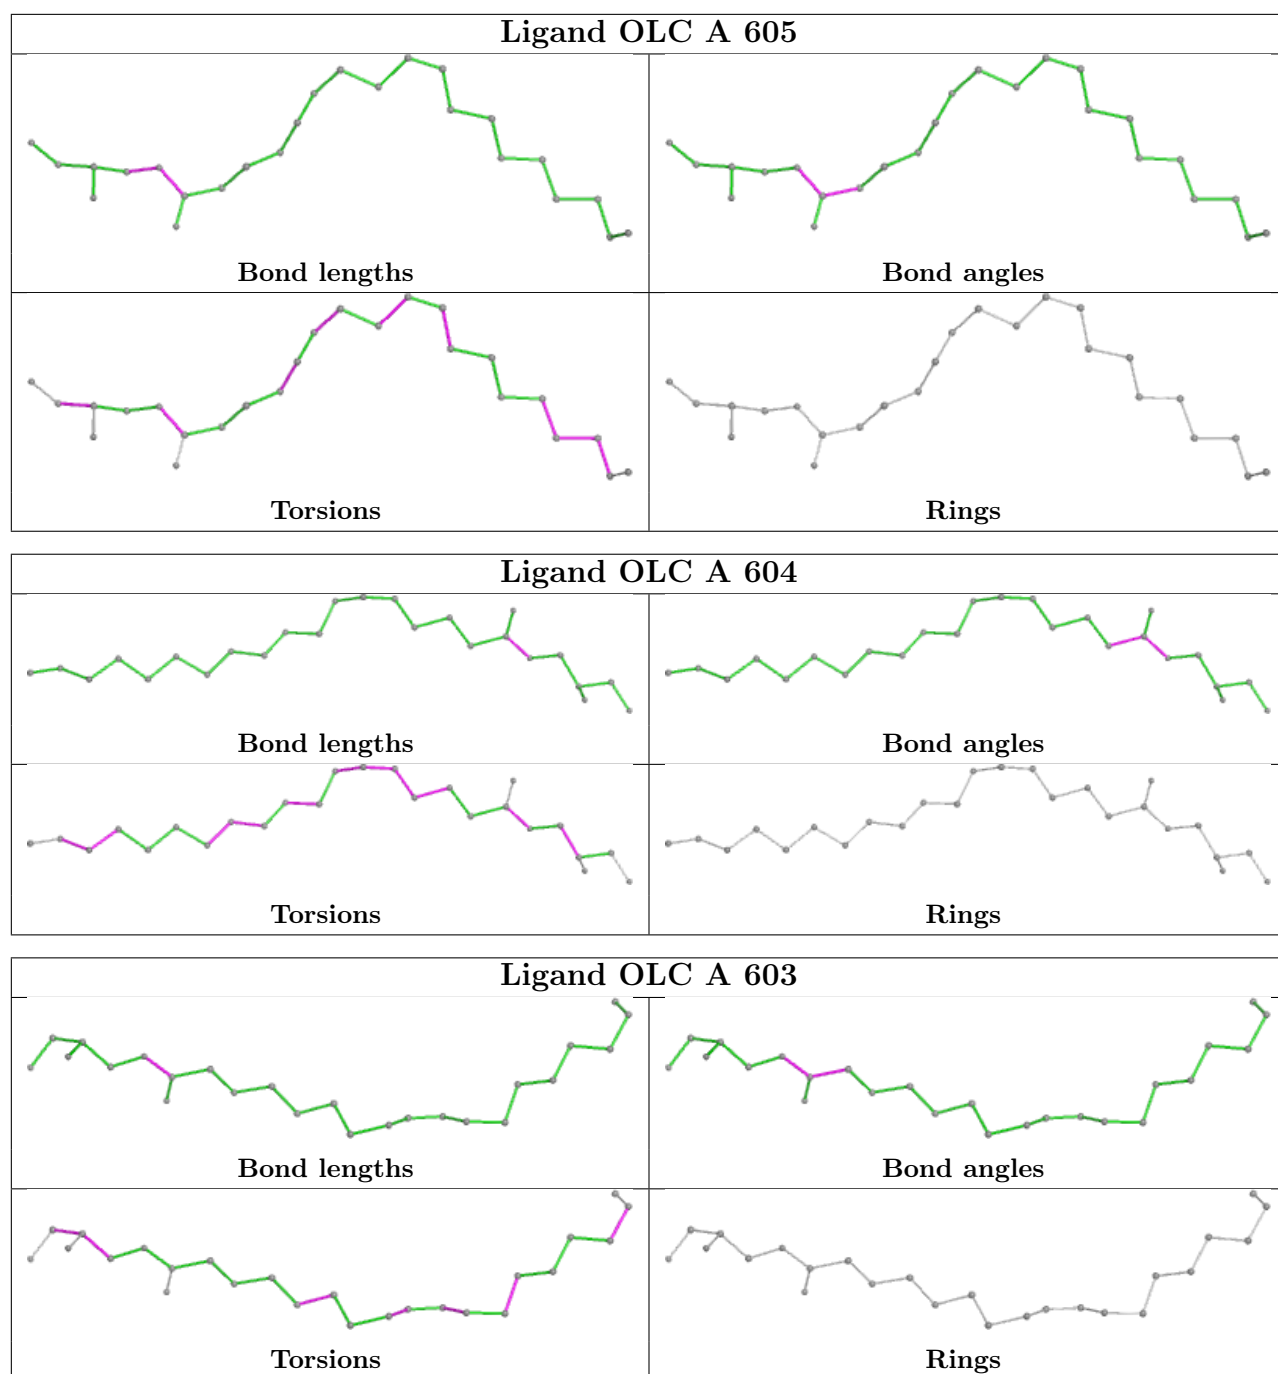 Ligand OLC A 605
Bond lengths
Bond angles
Torsions
Rings
Ligand OLC A 604
Bond lengths
Bond angles
Torsions
Rings
Ligand OLC A 603
Bond lengths
Bond angles
Torsions
Rings